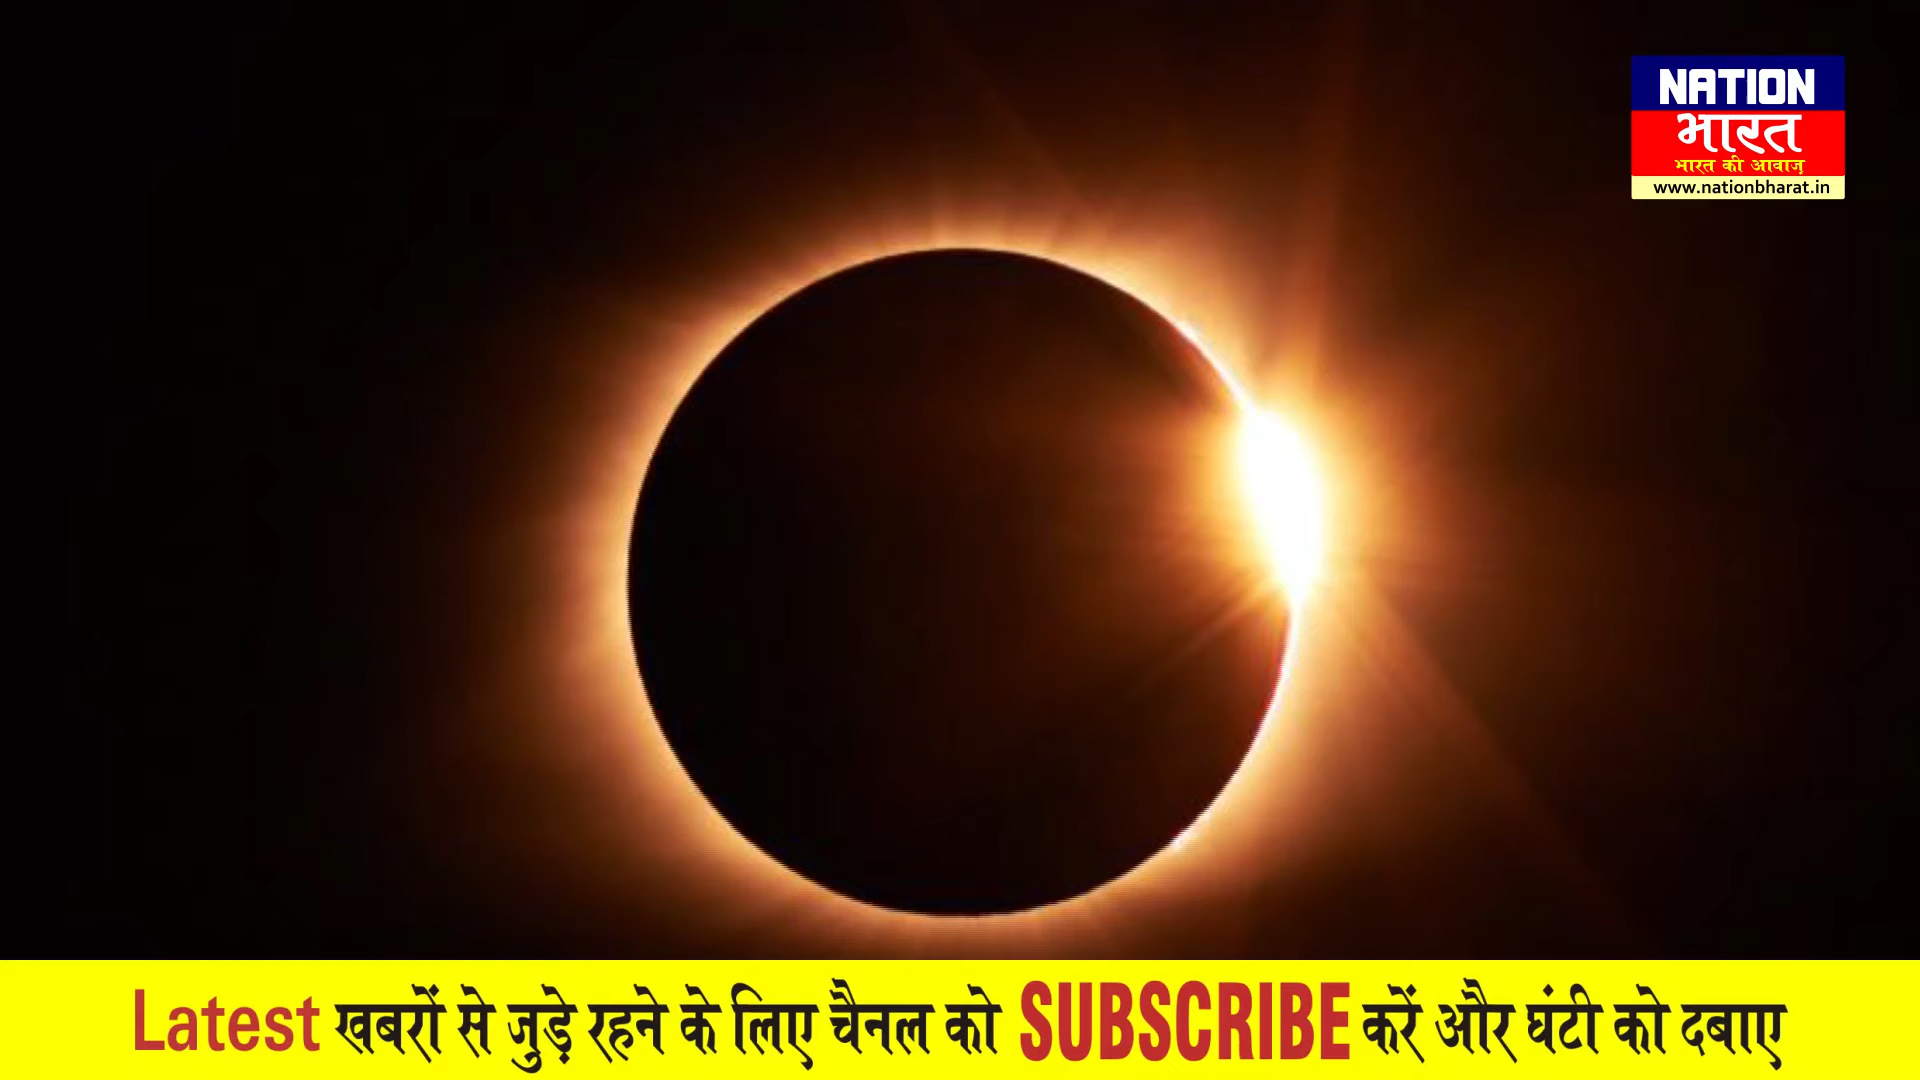 NATION
भारत
भारत की आवाज़
www.nationbharat.in
Latest खबरों से जुड़े रहने के लिए चैनल को SUBSCRIBE करें और घंटी को दबाए